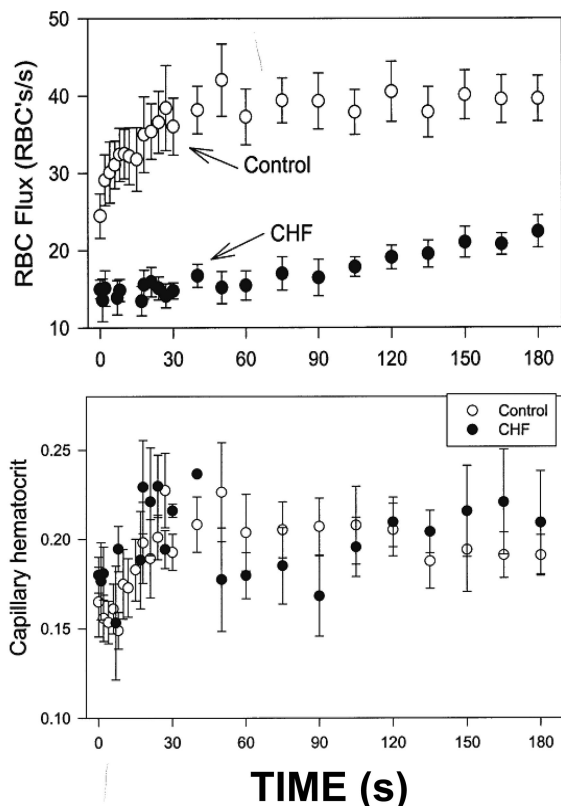 RBC Flux (RBC's/s)
50
40
30
20
10
Control
CHF
0 30 60 90 120 150 180
Capillary hematocrit
0.25
0.20
0.15
0.10
Control
CHF
0 30 60 90 120 150 180
TIME (s)